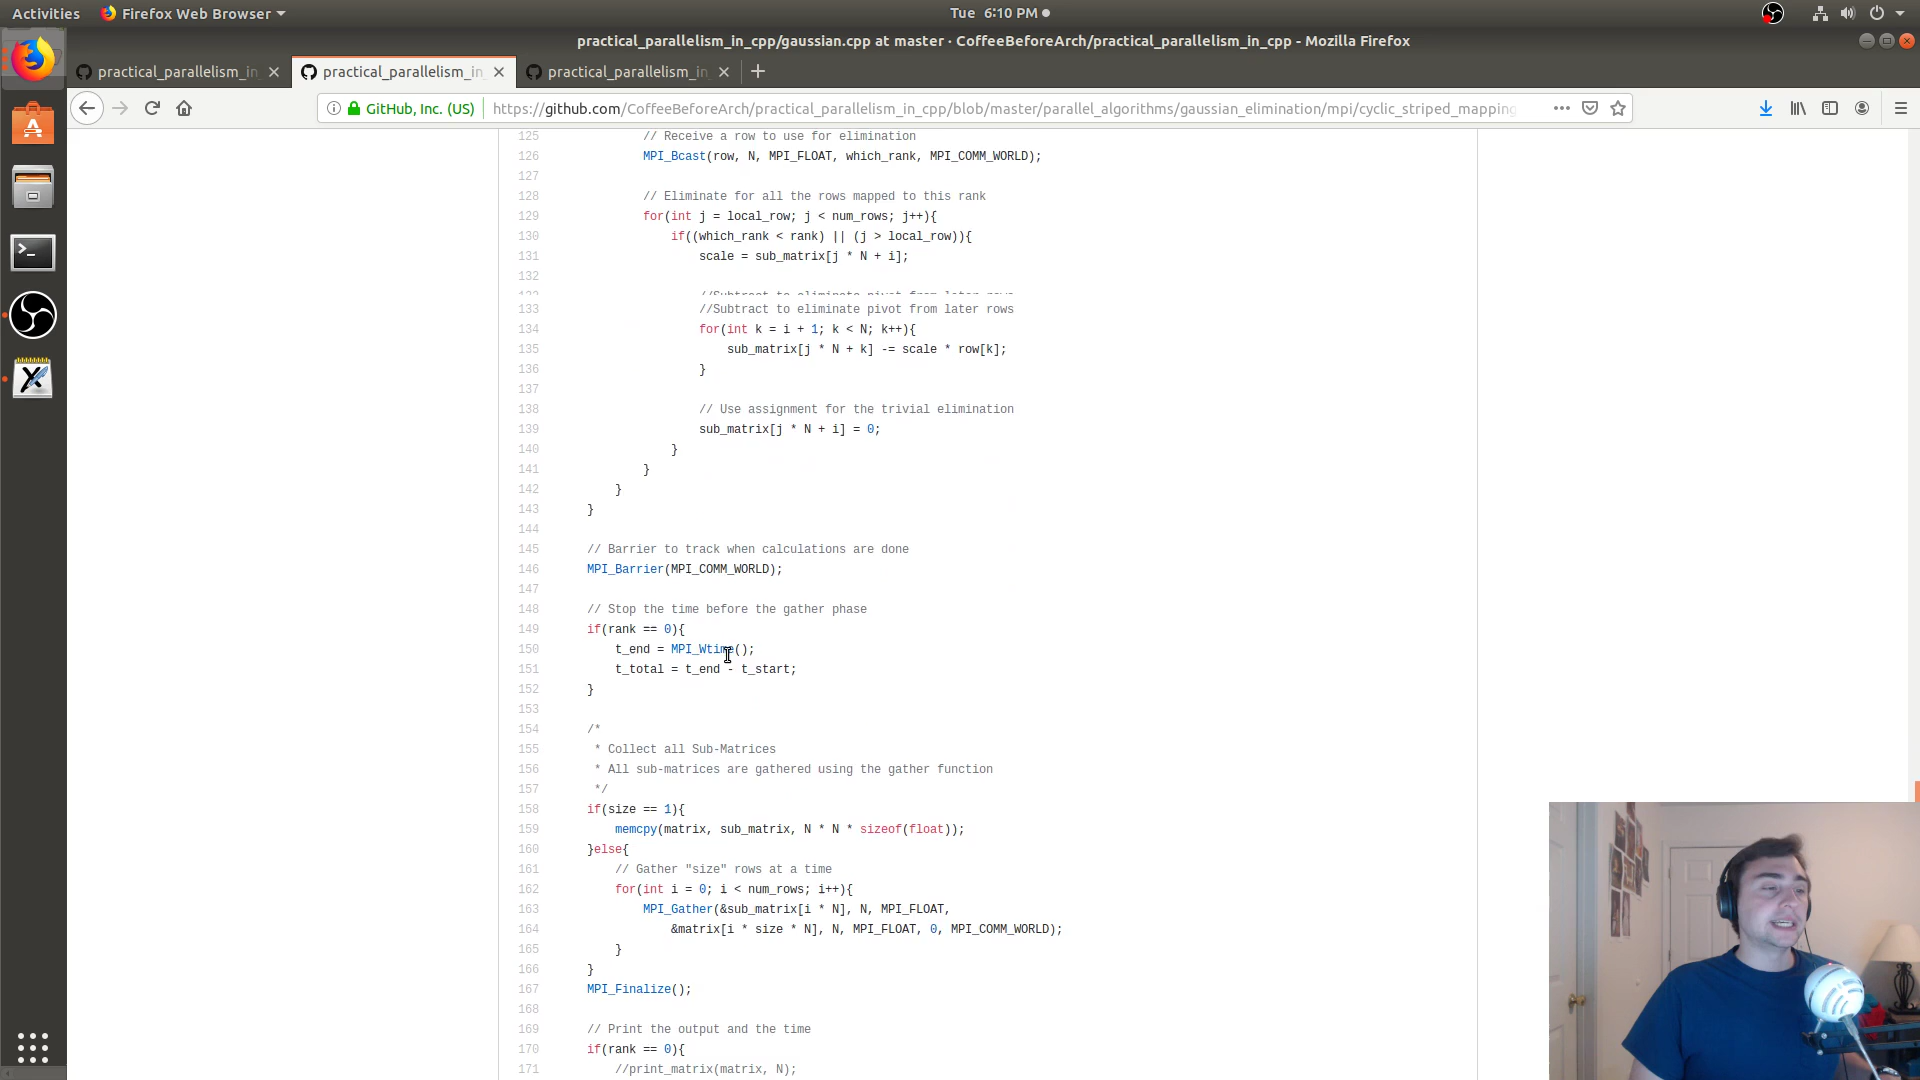 Activities
Firefox Web Browser
Tue 6:10 PM
practical_parallelism_in_cpp/gaussian.cpp at master · CoffeeBeforeArch/practical_parallelism_in_cpp - Mozilla Firefox
practical_parallelism_in_
practical_parallelism_in_
practical_parallelism_in
GitHub, Inc. (US)
https://github.com/CoffeeBeforeArch/practical_parallelism_in_cpp/blob/master/parallel_algorithms/gaussian_elimination/mpi/cyclic_striped_mapping
125 // Receive a row to use for elimination
126 MPI_Bcast(row, N, MPI_FLOAT, which_rank, MPI_COMM_WORLD);
127
128 // Eliminate for all the rows mapped to this rank
129 for(int j = local_row; j < num_rows; j++){
130 if((which_rank < rank) || (j > local_row)){
131 scale = sub_matrix[j * N + i];
132
133 //Subtract to eliminate pivot from later rows
134 for(int k = i + 1; k < N; k++){
135 sub_matrix[j * N + k] -= scale * row[k];
136 }
137
138 // Use assignment for the trivial elimination
139 sub_matrix[j * N + i] = 0;
140 }
141 }
142 }
143 }
144
145 // Barrier to track when calculations are done
146 MPI_Barrier(MPI_COMM_WORLD);
147
148 // Stop the time before the gather phase
149 if(rank == 0){
150 t_end = MPI_Wtime();
151 t_total = t_end - t_start;
152 }
153
154 /*
155 * Collect all Sub-Matrices
156 * All sub-matrices are gathered using the gather function
157 */
158 if(size == 1){
159 memcpy(matrix, sub_matrix, N * N * sizeof(float));
160 }else{
161 // Gather "size" rows at a time
162 for(int i = 0; i < num_rows; i++){
163 MPI_Gather(&sub_matrix[i * N], N, MPI_FLOAT,
164 &matrix[i * size * N], N, MPI_FLOAT, 0, MPI_COMM_WORLD);
165 }
166 }
167 MPI_Finalize();
168
169 // Print the output and the time
170 if(rank == 0){
171 //print_matrix(matrix, N);